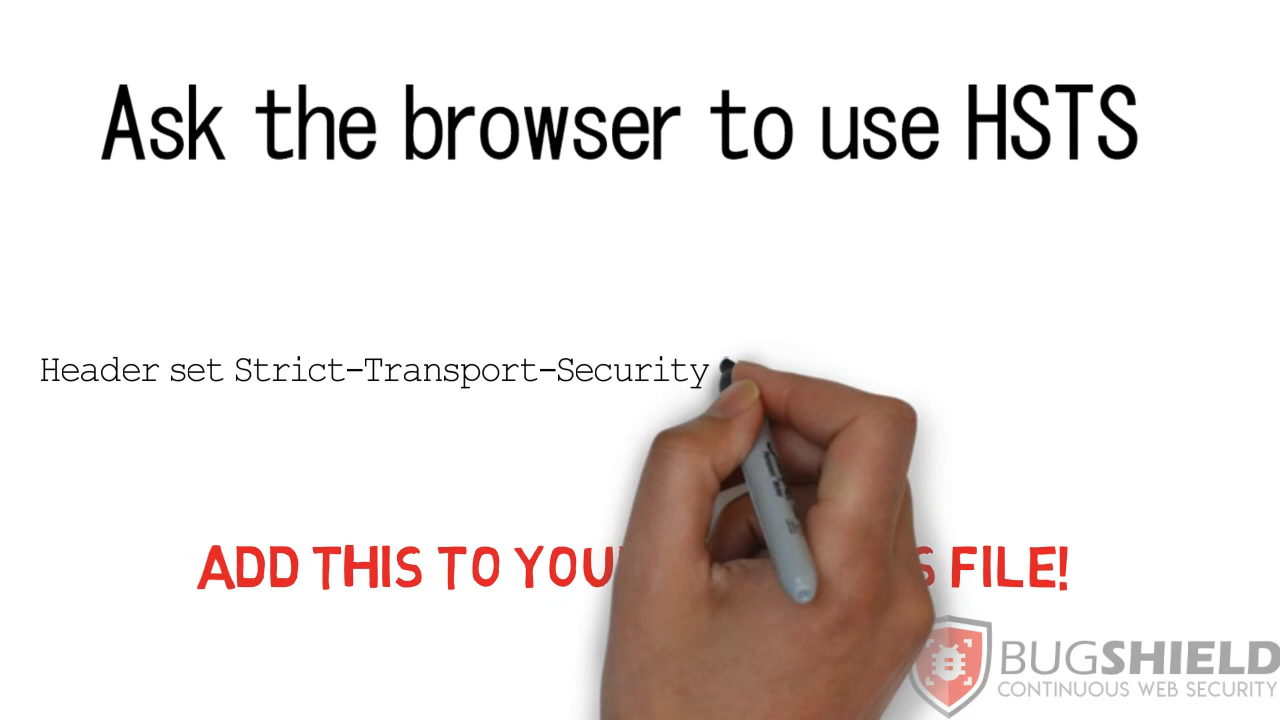 Ask the browser to use HSTS
Header set Strict-Transport-Security
ADD THIS TO YOU FILE!
BUGSHIELD
CONTINUOUS WEB SECURITY